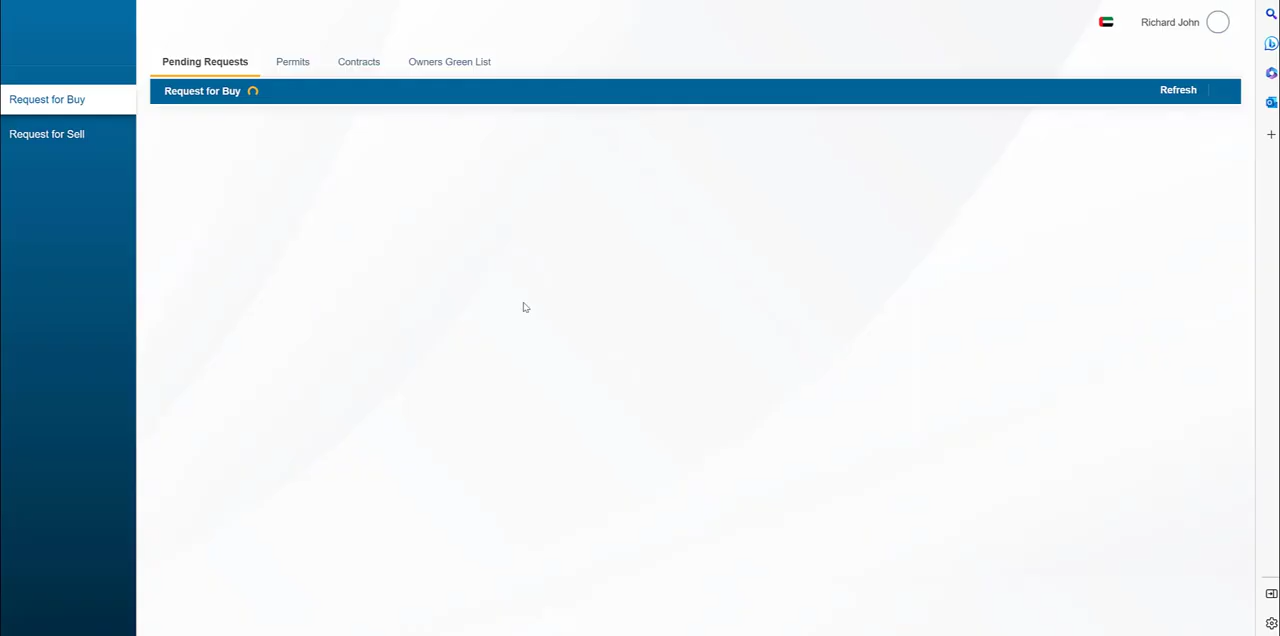 Richard John
Pending Requests Permits Contracts Owners Green List
Request for Buy Refresh
Request for Buy
Request for Sell